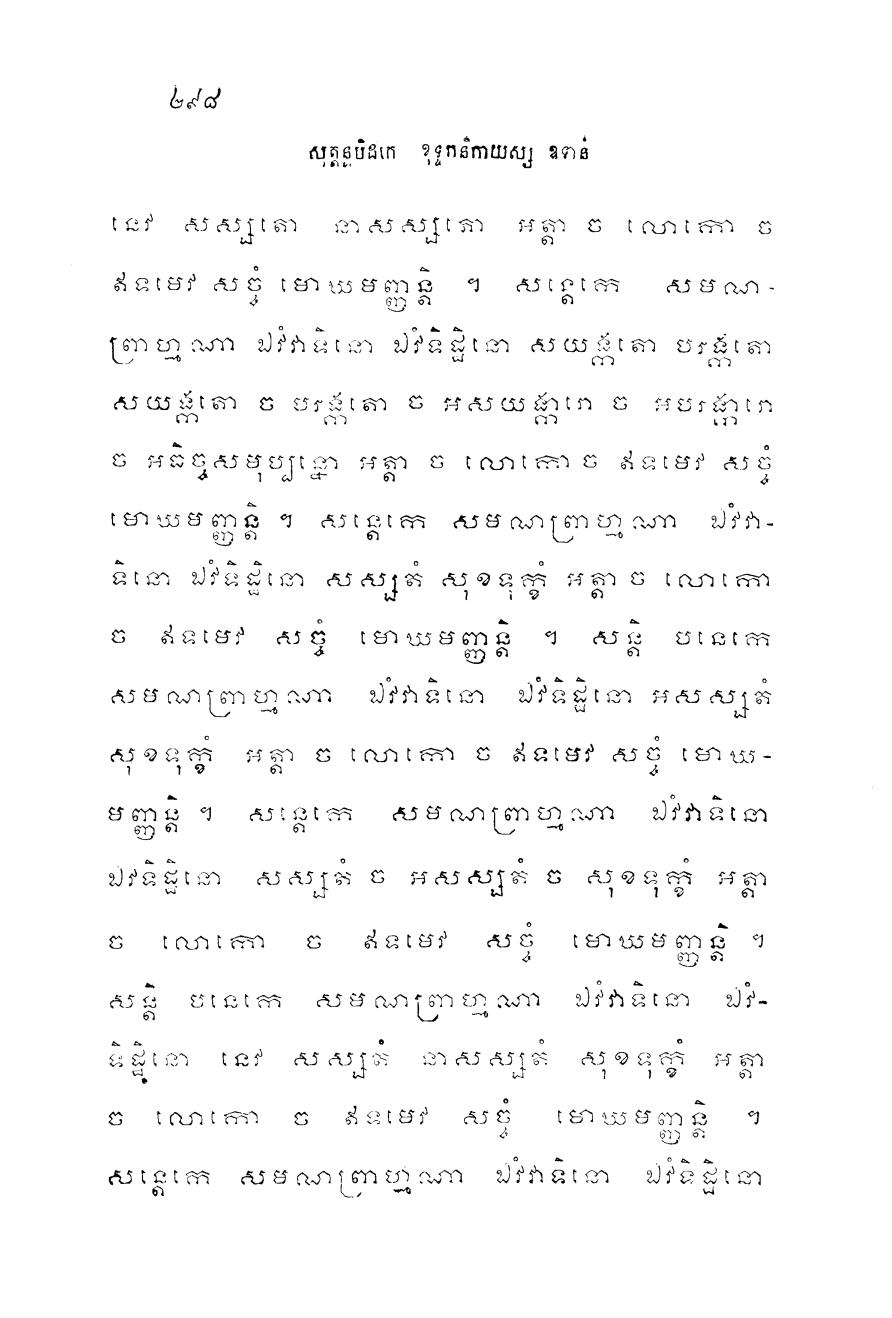 ២៩៨
សុត្តន្តបិដកេ ខុទ្ទកនិកាយស្ស ឧទានំ
នេវ សស្សតោ នាសស្សតោ អត្តា ច លោកោ ច
ឥទមេវ សច្ចំ មោឃមញ្ញន្តិ ។ សន្តេកេ សមណ-
ព្រាហ្មណា ឯវំវាទិនោ ឯវំទិដ្ឋិនោ សយង្កតោ បរង្កតោ
សយង្កតោ ច បរង្កតោ ច អសយង្ការោ ច អបរង្ការោ
ច អធិច្ចសមុប្បន្នោ អត្តា ច លោកោ ច ឥទមេវ សច្ចំ
មោឃមញ្ញន្តិ ។ សន្តេកេ សមណព្រាហ្មណា ឯវំវា-
ទិនោ ឯវំទិដ្ឋិនោ សស្សតំ សុខទុក្ខំ អត្តា ច លោកោ
ច ឥទមេវ សច្ចំ មោឃមញ្ញន្តិ ។ សន្តិ បនេកេ
សមណព្រាហ្មណា ឯវំវាទិនោ ឯវំទិដ្ឋិនោ អសស្សតំ
សុខទុក្ខំ អត្តា ច លោកោ ច ឥទមេវ សច្ចំ មោឃ-
មញ្ញន្តិ ។ សន្តេកេ សមណព្រាហ្មណា ឯវំវាទិនោ
ឯវទិដ្ឋិនោ សស្សតំ ច អសស្សតំ ច សុខទុក្ខំ អត្តា
ច លោកោ ច ឥទមេវ សច្ចំ មោឃមញ្ញន្តិ ។
សន្តិ បនេកេ សមណព្រាហ្មណា ឯវំវាទិនោ ឯវំ-
ទិដ្ឋិនោ នេវ សស្សតំ នាសស្សតំ សុខទុក្ខំ អត្តា
ច លោកោ ច ឥទមេវ សច្ចំ មោឃមញ្ញន្តិ ។
សន្តេកេ សមណព្រាហ្មណា ឯវំវាទិនោ ឯវំទិដ្ឋិនោ